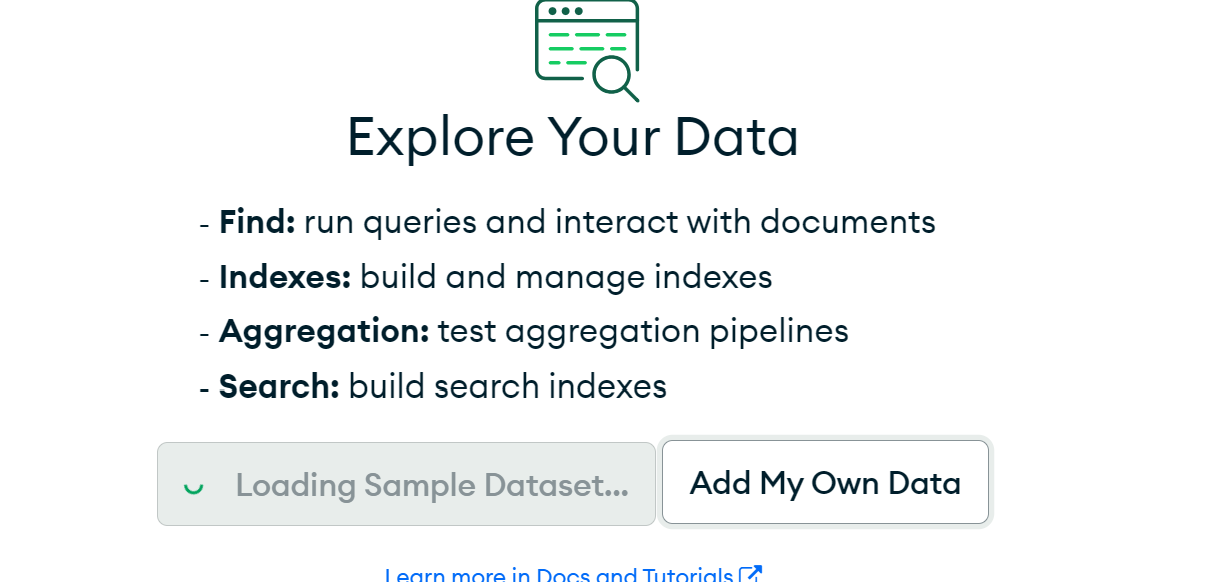 Explore Your Data
- Find: run queries and interact with documents
- Indexes: build and manage indexes
- Aggregation: test aggregation pipelines
- Search: build search indexes
Loading Sample Dataset...
Add My Own Data
Learn more in Docs and Tutorials